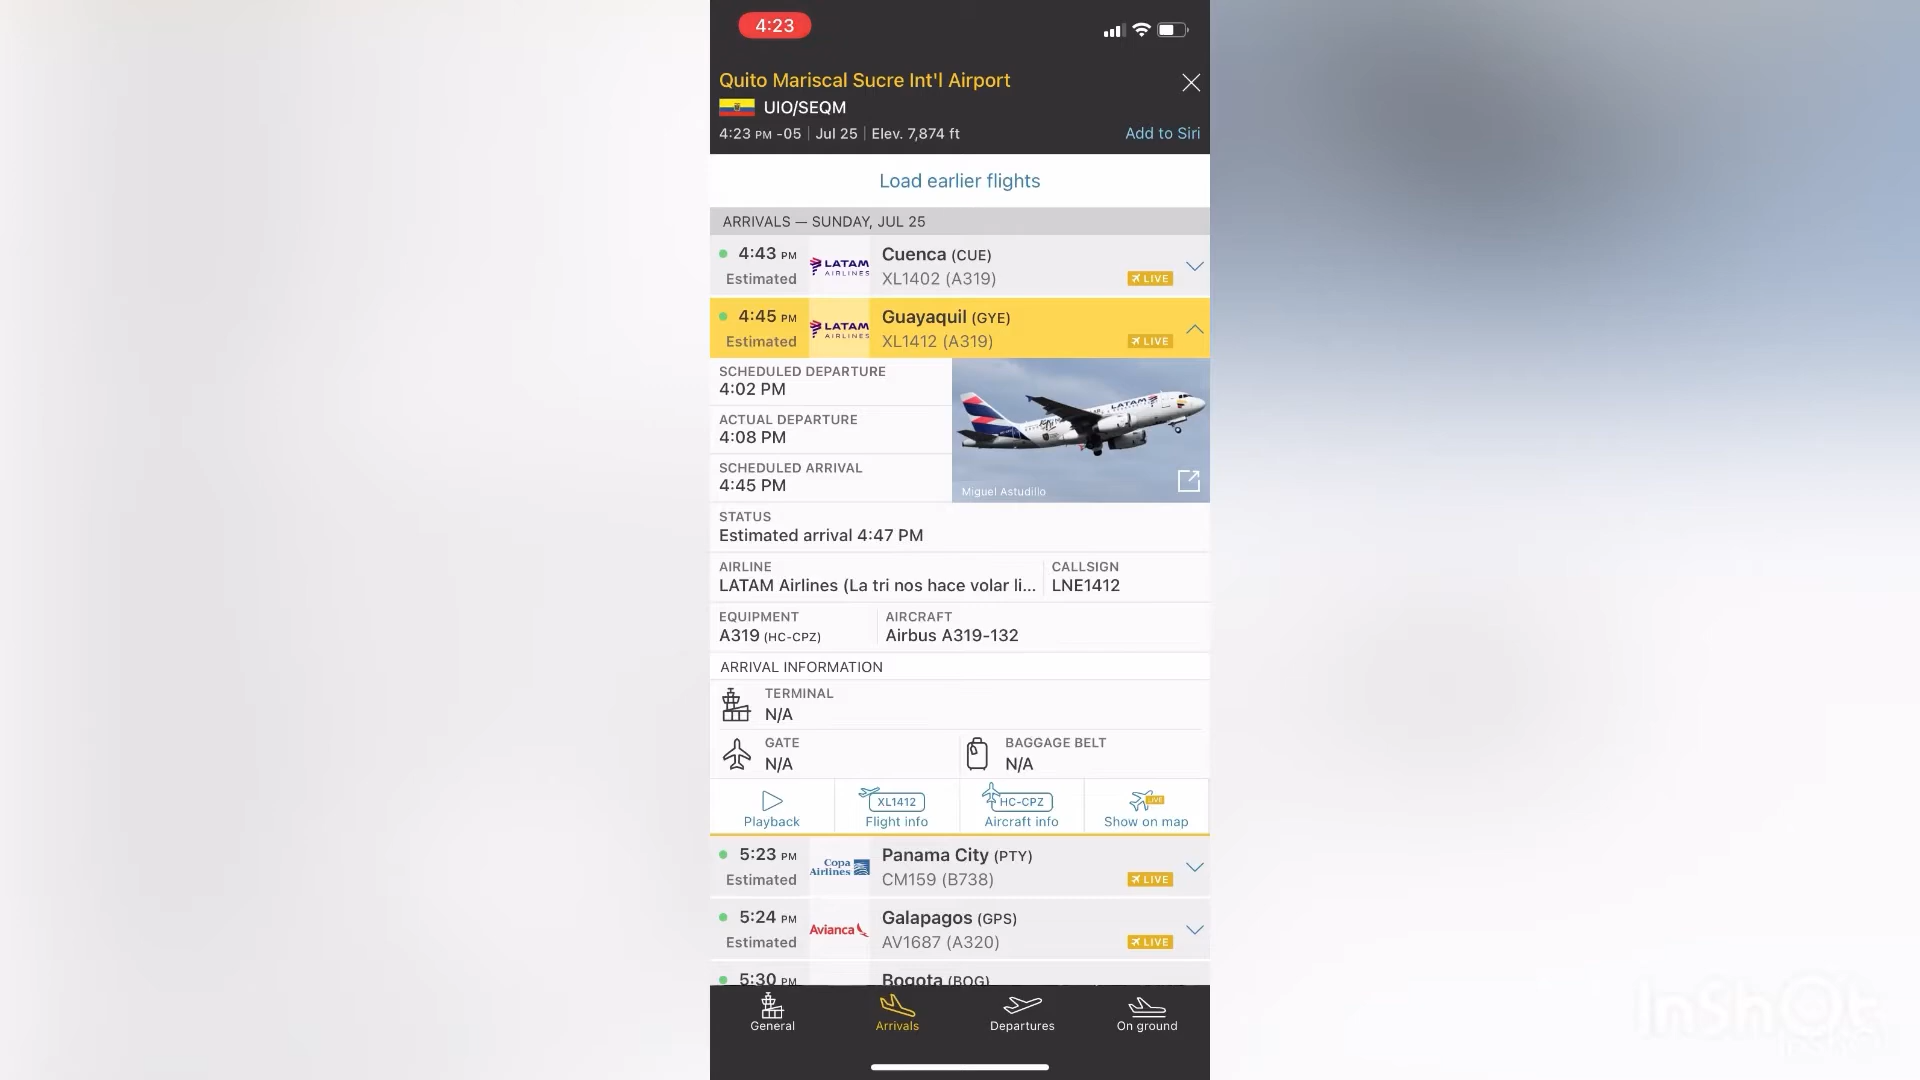 4:23
Quito Mariscal Sucre Int'l Airport
UIO/SEQM
4:23 PM -05 | Jul 25 | Elev. 7,874 ft
Add to Siri
Load earlier flights
ARRIVALS — SUNDAY, JUL 25
4:43 PM
Estimated
LATAM
AIRLINES
Cuenca (CUE)
XL1402 (A319)
LIVE
4:45 PM
Estimated
LATAM
AIRLINES
Guayaquil (GYE)
XL1412 (A319)
LIVE
SCHEDULED DEPARTURE
4:02 PM
ACTUAL DEPARTURE
4:08 PM
SCHEDULED ARRIVAL
4:45 PM
LATAM
Miguel Astudillo
STATUS
Estimated arrival 4:47 PM
AIRLINE
LATAM Airlines (La tri nos hace volar li...
CALLSIGN
LNE1412
EQUIPMENT
A319 (HC-CPZ)
AIRCRAFT
Airbus A319-132
ARRIVAL INFORMATION
TERMINAL
N/A
GATE
N/A
BAGGAGE BELT
N/A
Playback
XL1412
Flight info
HC-CPZ
Aircraft info
LIVE
Show on map
5:23 PM
Estimated
Copa
Airlines
Panama City (PTY)
CM159 (B738)
LIVE
5:24 PM
Estimated
Avianca
Galapagos (GPS)
AV1687 (A320)
LIVE
5:30 PM
Bogota (BOG)
General
Arrivals
Departures
On ground
InShOt